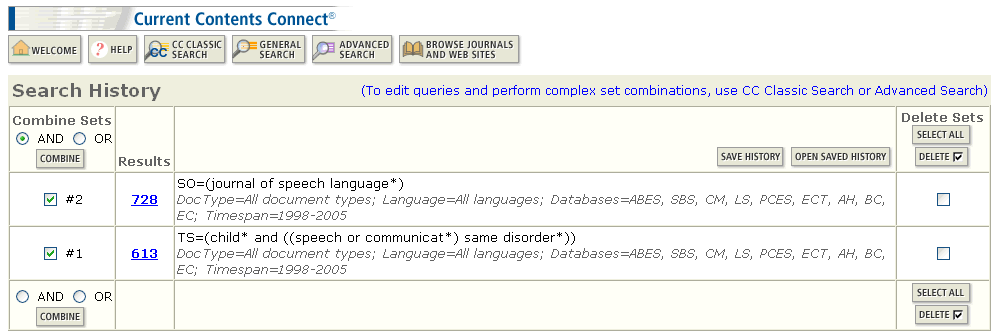 Current Contents Connect®
WELCOME
HELP
CC CLASSIC
SEARCH
GENERAL
SEARCH
ADVANCED
SEARCH
BROWSE JOURNALS
AND WEB SITES
Search History
(To edit queries and perform complex set combinations, use CC Classic Search or Advanced Search)
Combine Sets
AND OR
COMBINE
Results
SAVE HISTORY
OPEN SAVED HISTORY
Delete Sets
SELECT ALL
DELETE
#2
728
SO=(journal of speech language*)
DocType=All document types; Language=All languages; Databases=ABES, SBS, CM, LS, PCES, ECT, AH, BC,
EC; Timespan=1998-2005
#1
613
TS=(child* and ((speech or communicat*) same disorder*))
DocType=All document types; Language=All languages; Databases=ABES, SBS, CM, LS, PCES, ECT, AH, BC,
EC; Timespan=1998-2005
AND OR
COMBINE
SELECT ALL
DELETE